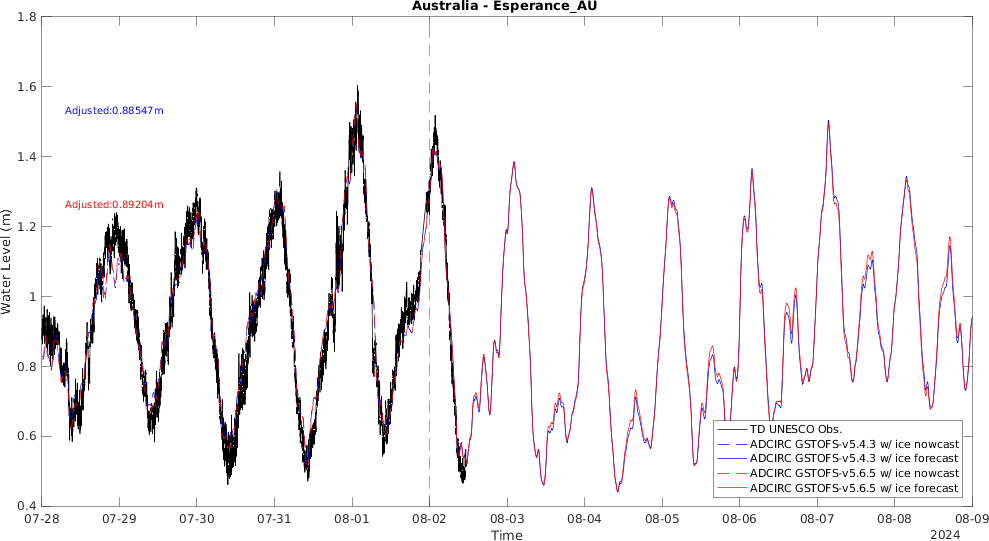 Australia - Esperance_AU
1.8
1.6
1.4
1.2
1
0.8
0.6
0.4
Water Level (m)
Adjusted:0.88547m
Adjusted:0.89204m
TD UNESCO Obs.
ADCIRC GSTOFS-v5.4.3 w/ ice nowcast
ADCIRC GSTOFS-v5.4.3 w/ ice forecast
ADCIRC GSTOFS-v5.6.5 w/ ice nowcast
ADCIRC GSTOFS-v5.6.5 w/ ice forecast
07-28 07-29 07-30 07-31 08-01 08-02 08-03 08-04 08-05 08-06 08-07 08-08 08-09
Time
2024